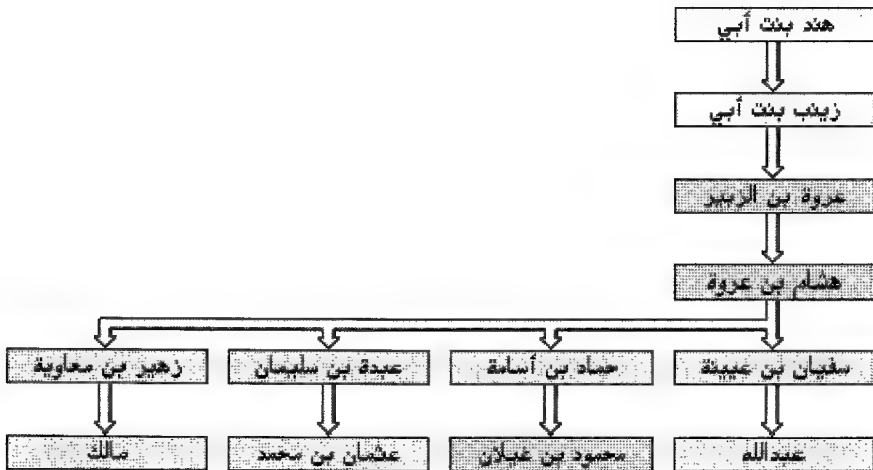 هند بنت أبي
زينب بنت أبي
عروة بن الزبير
هشام بن عروة
سفيان بن عيينة
حماد بن أسامة
عبدة بن سليمان
زهير بن معاوية
عبدالله
محمود بن غيلان
عثمان بن محمد
مالك